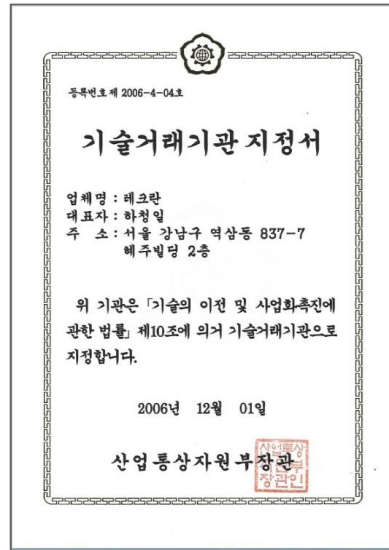 등록번호 제 2006-4-04호
기술거래기관 지정서
업체명 : 테크란
대표자 : 하청일
주 소 : 서울 강남구 역삼동 837-7
혜주빌딩 2층
위 기관은 「기술의 이전 및 사업화촉진에
관한 법률」 제10조에 의거 기술거래기관으로
지정합니다.
2006년 12월 01일
산업통상자원부장관